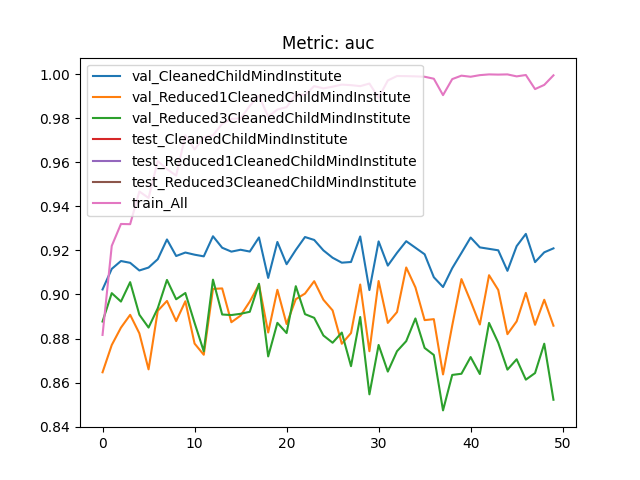 Metric: auc
val_CleanedChildMindInstitute
val_Reduced1CleanedChildMindInstitute
val_Reduced3CleanedChildMindInstitute
test_CleanedChildMindInstitute
test_Reduced1CleanedChildMindInstitute
test_Reduced3CleanedChildMindInstitute
train_All
1.00
0.98
0.96
0.94
0.92
0.90
0.88
0.86
0.84
0 10 20 30 40 50